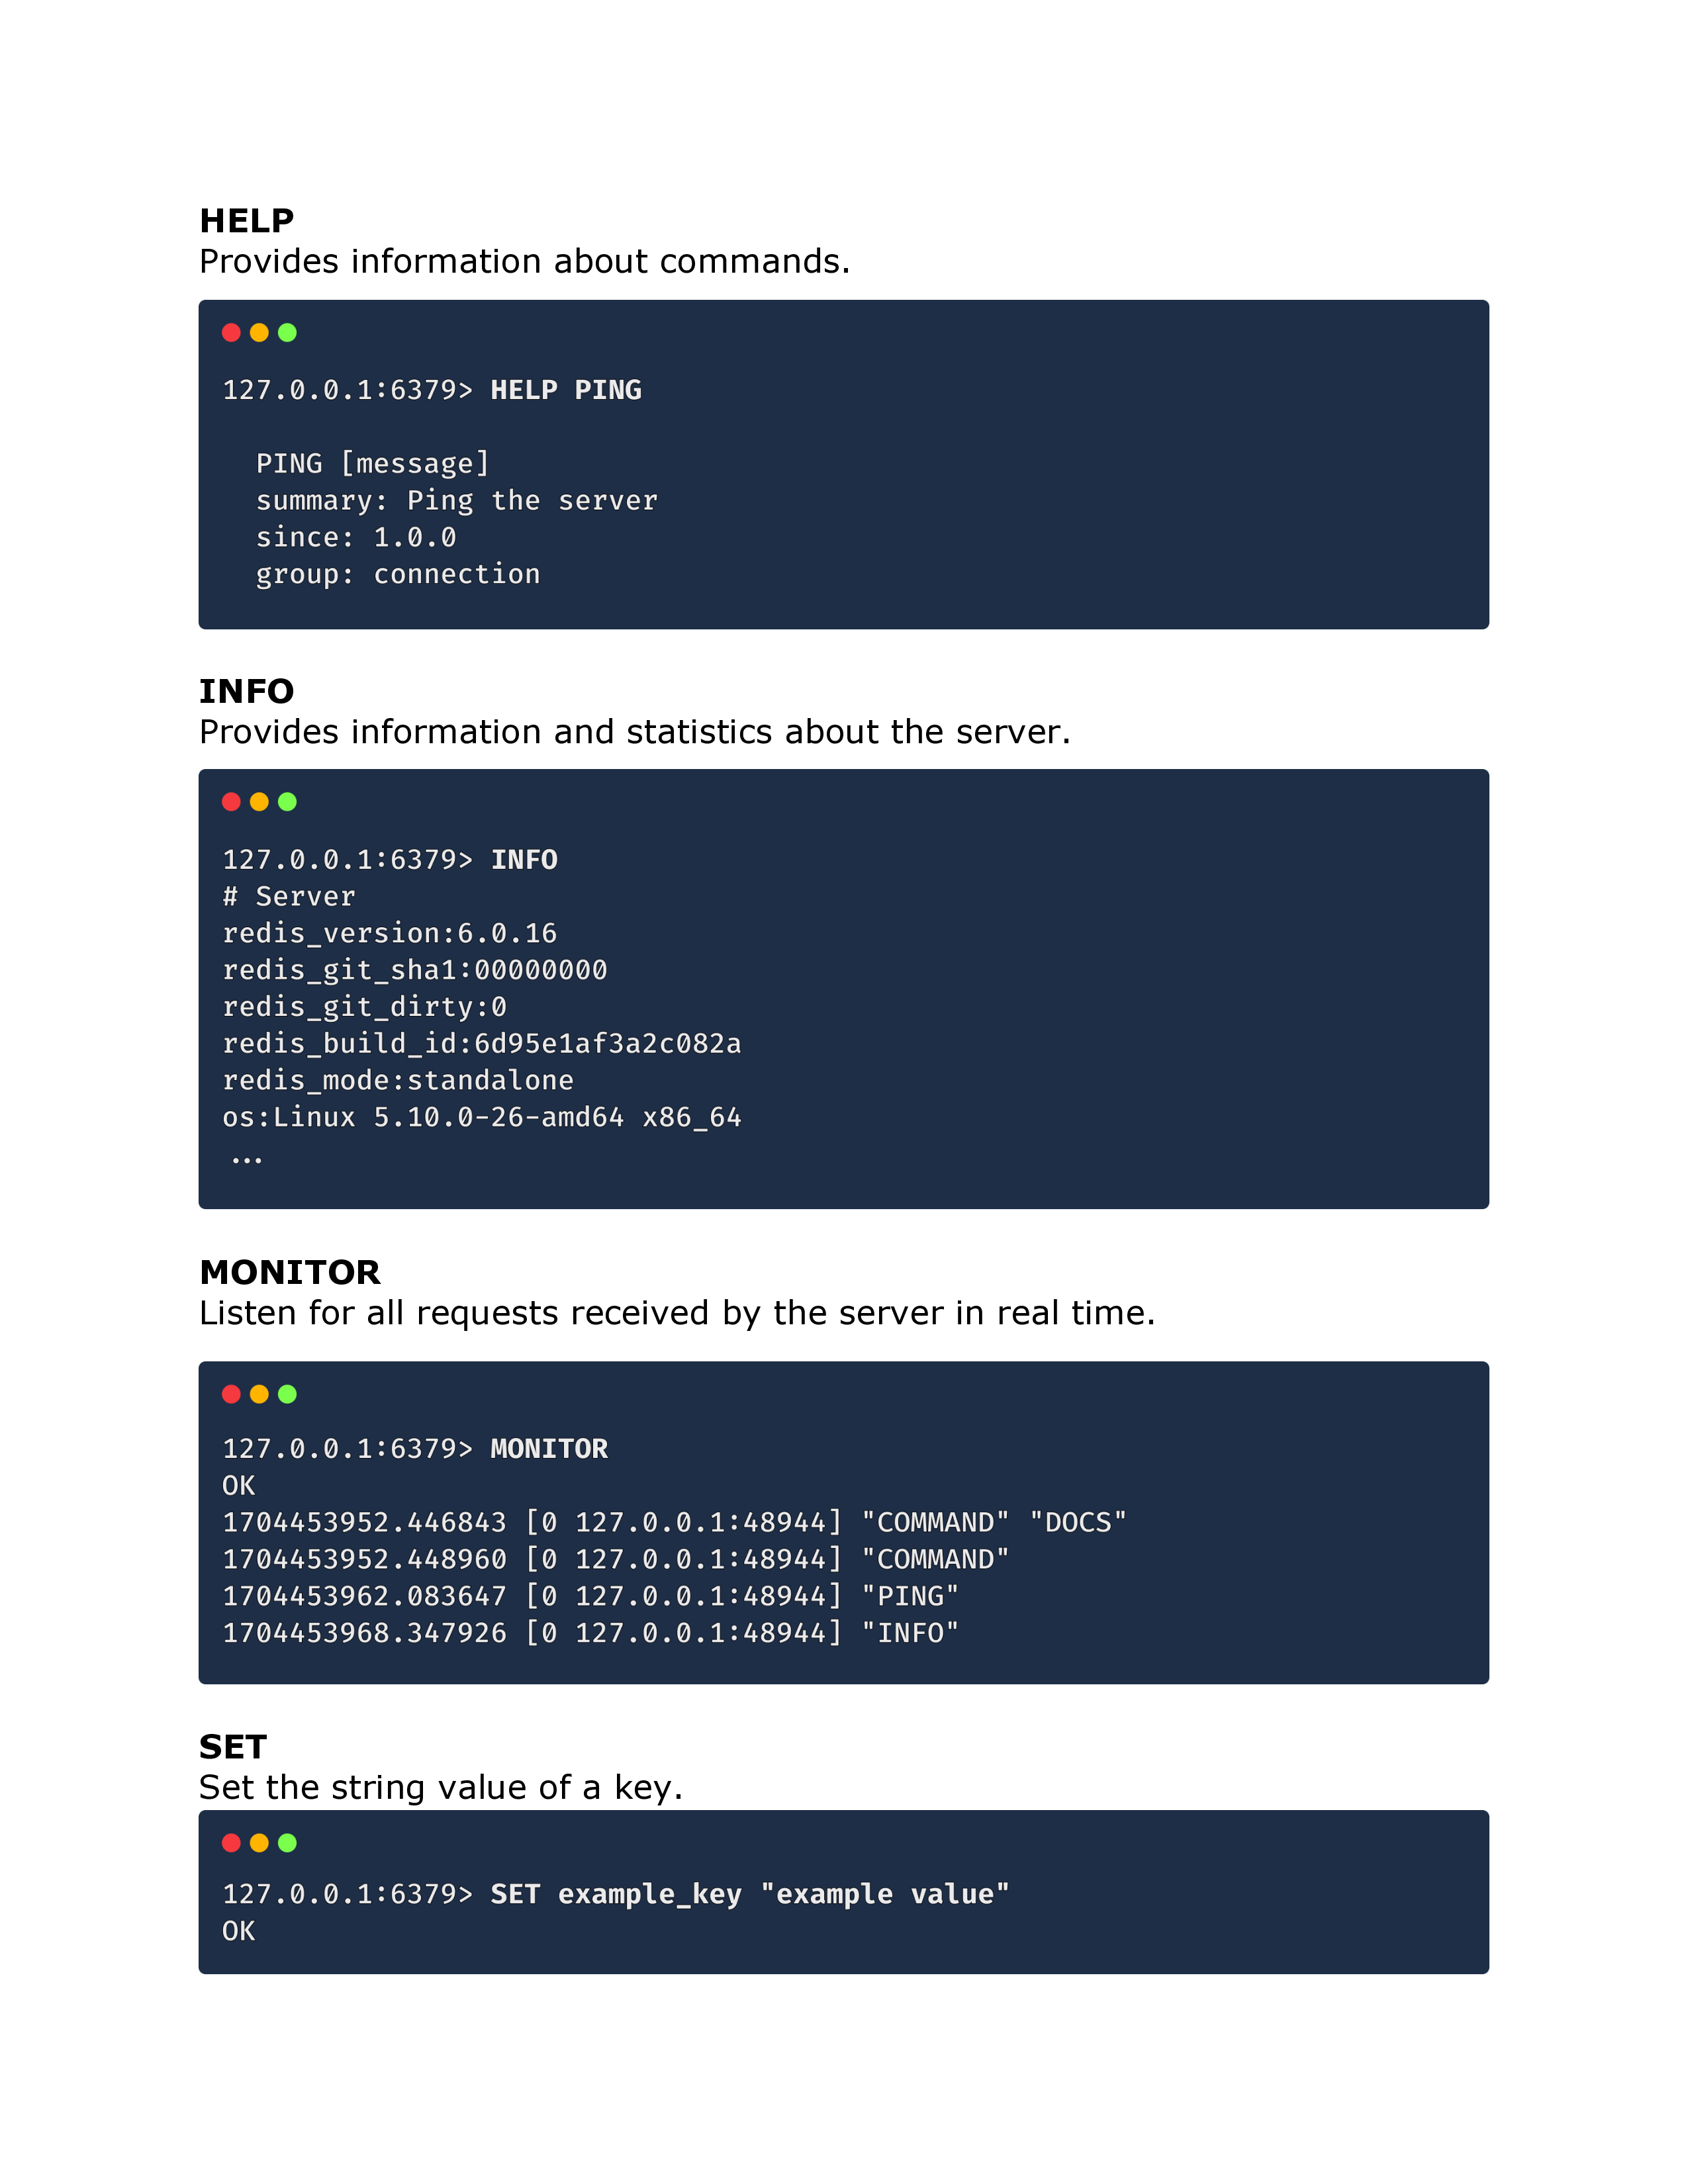 HELP
Provides information about commands.
127.0.0.1:6379> HELP PING
PING [message]
summary: Ping the server
since: 1.0.0
group: connection
INFO
Provides information and statistics about the server.
127.0.0.1:6379> INFO
# Server
redis_version:6.0.16
redis_git_sha1:00000000
redis_git_dirty:0
redis_build_id:6d95e1af3a2c082a
redis_mode:standalone
os:Linux 5.10.0-26-amd64 x86_64
...
MONITOR
Listen for all requests received by the server in real time.
127.0.0.1:6379> MONITOR
OK
1704453952.446843 [0 127.0.0.1:48944] "COMMAND" "DOCS"
1704453952.448960 [0 127.0.0.1:48944] "COMMAND"
1704453962.083647 [0 127.0.0.1:48944] "PING"
1704453968.347926 [0 127.0.0.1:48944] "INFO"
SET
Set the string value of a key.
127.0.0.1:6379> SET example_key "example value"
OK